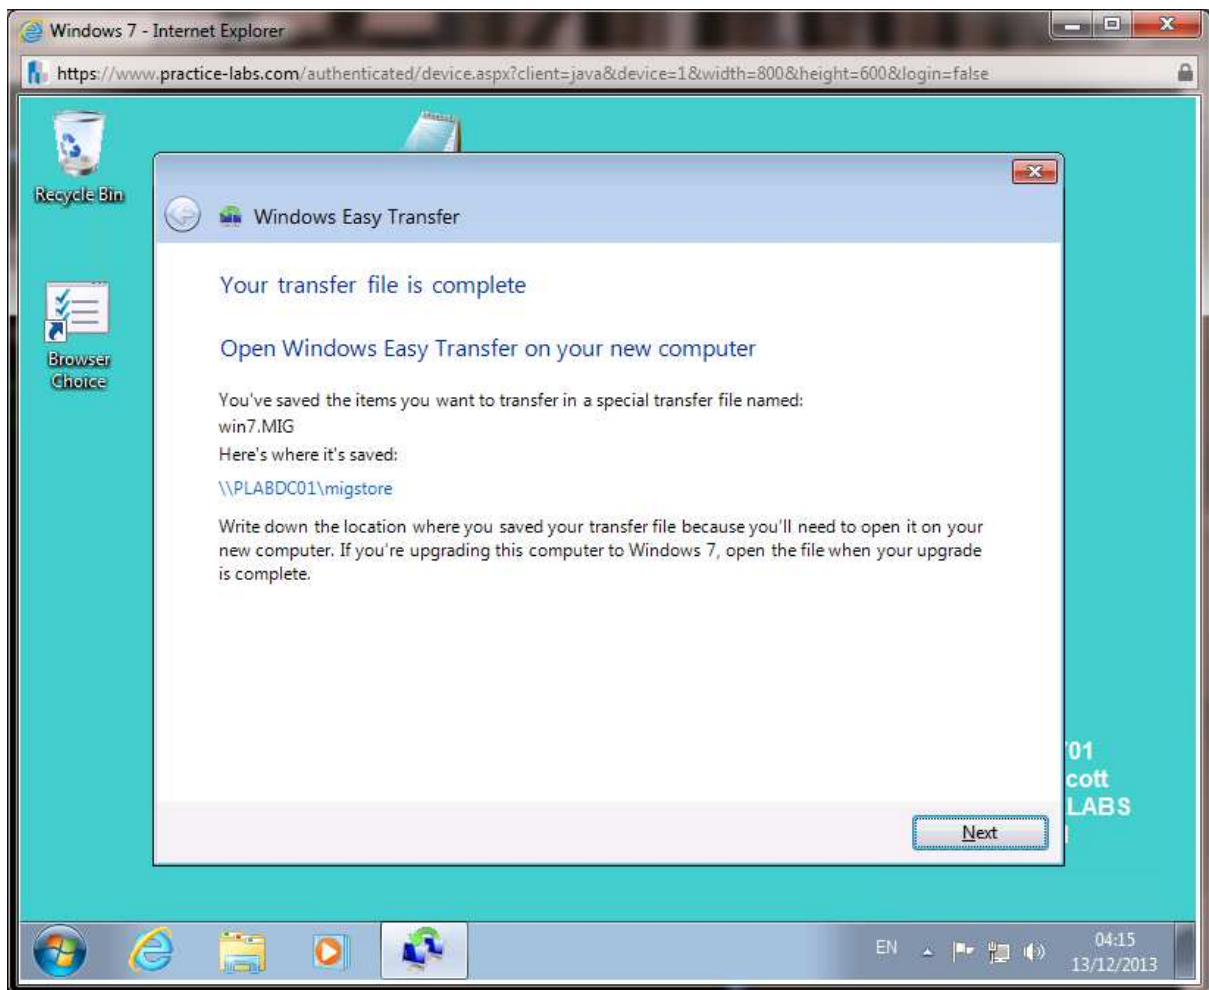 Windows 7 - Internet Explorer
https://www.practice-labs.com/authenticated/device.aspx?client=java&device=1&width=800&height=600&login=false
Recycle Bin
Windows Easy Transfer
Your transfer file is complete
Open Windows Easy Transfer on your new computer
Browser
Choice
You've saved the items you want to transfer in a special transfer file named:
win7.MIG
Here's where it's saved:
\\PLABDC01\migstore
Write down the location where you saved your transfer file because you'll need to open it on your
new computer. If you're upgrading this computer to Windows 7, open the file when your upgrade
is complete.
01
cott
LABS
Next
EN
04:15
13/12/2013